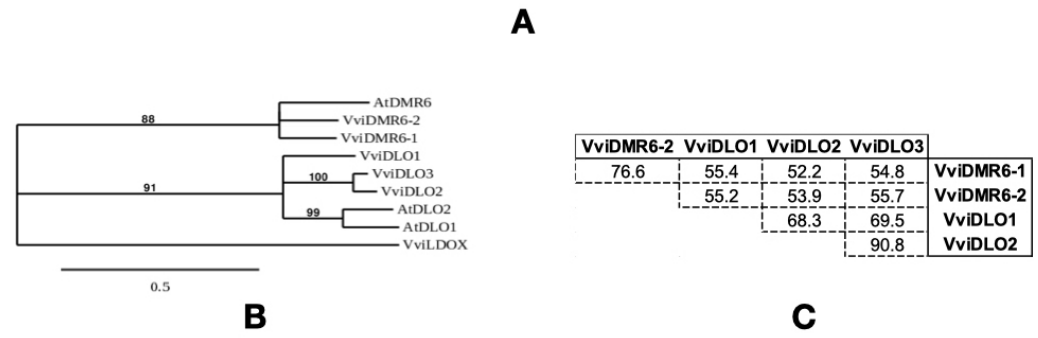 A
88
AtDMR6
VviDMR6-2
VviDMR6-1
91
VviDLO1
100
VviDLO3
VviDLO2
99
AtDLO2
AtDLO1
VviLDOX
0.5
B
VviDMR6-2 VviDLO1 VviDLO2 VviDLO3
76.6 55.4 52.2 54.8 VviDMR6-1
55.2 53.9 55.7 VviDMR6-2
68.3 69.5 VviDLO1
90.8 VviDLO2
C